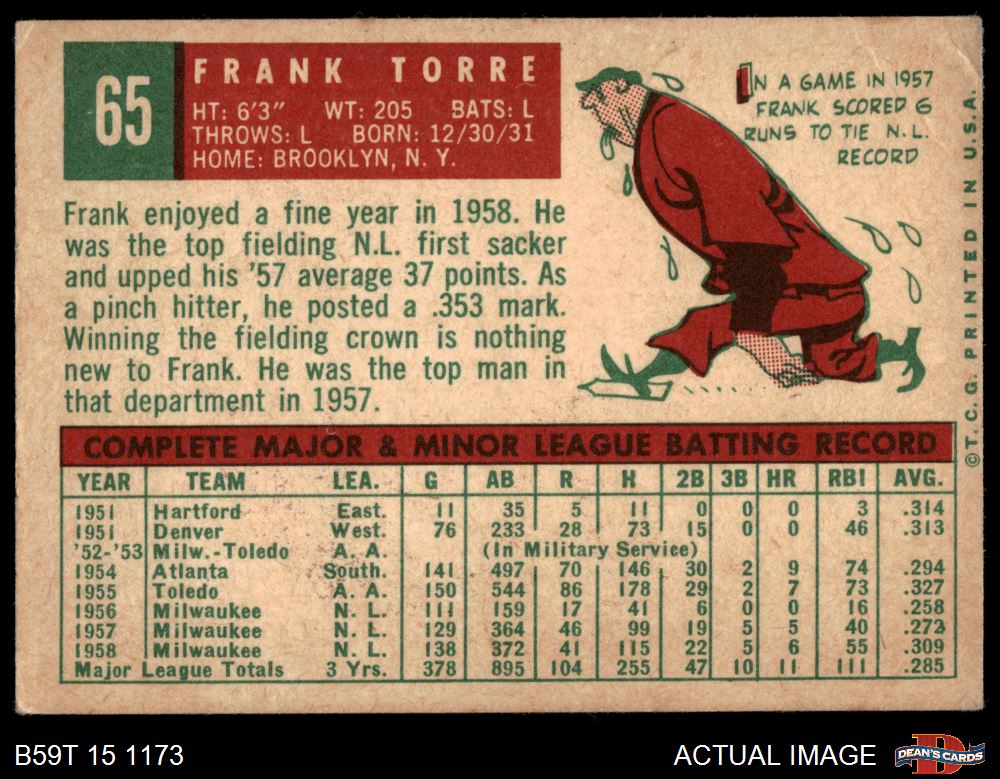 65
FRANK TORRE
HT: 6'3" WT: 205 BATS: L
THROWS: L BORN: 12/30/31
HOME: BROOKLYN, N. Y.
IN A GAME IN 1957
FRANK SCORED 6
RUNS TO TIE N.L.
RECORD
Frank enjoyed a fine year in 1958. He
was the top fielding N.L. first sacker
and upped his '57 average 37 points. As
a pinch hitter, he posted a .353 mark.
Winning the fielding crown is nothing
new to Frank. He was the top man in
that department in 1957.
©T. C. G. PRINTED IN U.S.A.
COMPLETE MAJOR & MINOR LEAGUE BATTING RECORD
YEAR TEAM LEA. G AB R H 2B 3B HR RBI AVG.
1951 Hartford East. 11 35 5 11 0 0 0 3 .314
1951 Denver West. 76 233 28 73 15 0 0 46 .313
'52-'53 Milw.-Toledo A. A. (In Military Service)
1954 Atlanta South. 141 497 70 146 30 2 9 74 .294
1955 Toledo A. A. 150 544 86 178 29 2 7 73 .327
1956 Milwaukee N. L. 111 159 17 41 6 0 0 16 .258
1957 Milwaukee N. L. 129 364 46 99 19 5 5 40 .272
1958 Milwaukee N. L. 138 372 41 115 22 5 6 55 .309
Major League Totals 3 Yrs. 378 895 104 255 47 10 11 111 .285
B59T 15 1173
ACTUAL IMAGE
DEAN'S CARDS